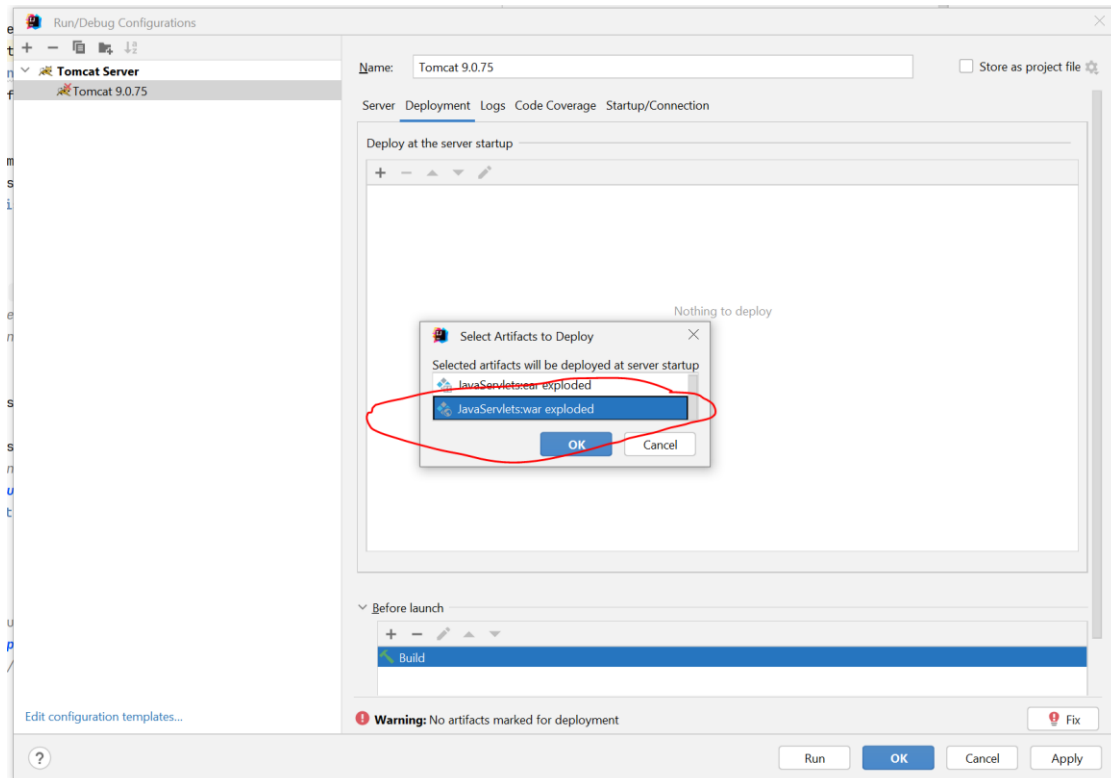 Run/Debug Configurations
Tomcat Server
Tomcat 9.0.75
Name: Tomcat 9.0.75
Store as project file
Server Deployment Logs Code Coverage Startup/Connection
Deploy at the server startup
Nothing to deploy
Select Artifacts to Deploy
Selected artifacts will be deployed at server startup
JavaServlets:ear exploded
JavaServlets:war exploded
OK Cancel
Before launch
Build
Edit configuration templates...
Warning: No artifacts marked for deployment
Fix
? Run OK Cancel Apply